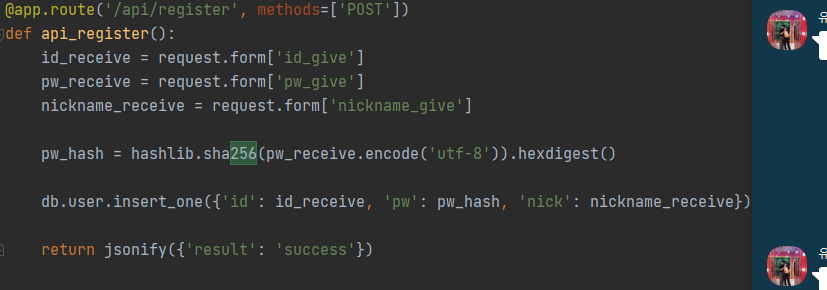 @app.route('/api/register', methods=['POST'])
def api_register():
id_receive = request.form['id_give']
pw_receive = request.form['pw_give']
nickname_receive = request.form['nickname_give']
pw_hash = hashlib.sha256(pw_receive.encode('utf-8')).hexdigest()
db.user.insert_one({'id': id_receive, 'pw': pw_hash, 'nick': nickname_receive})
return jsonify({'result': 'success'})